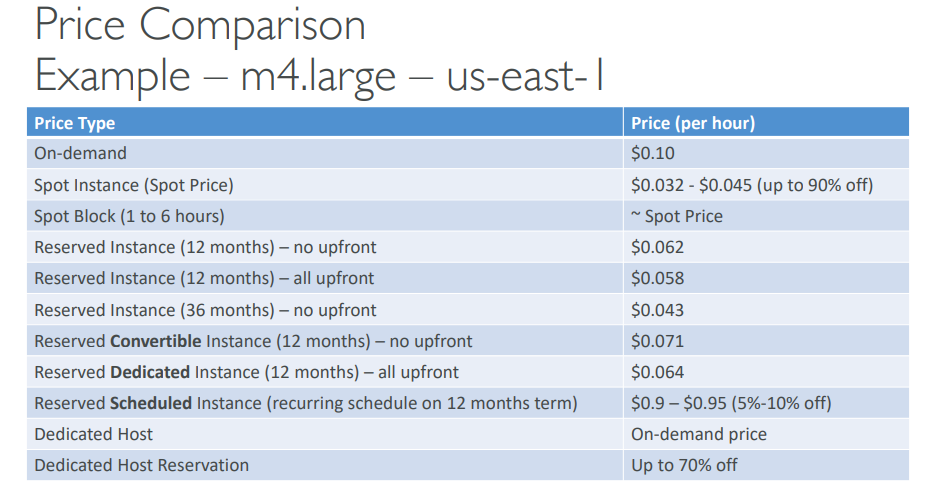 Price Comparison
Example – m4.large – us-east-1
Price Type Price (per hour)
On-demand $0.10
Spot Instance (Spot Price) $0.032 - $0.045 (up to 90% off)
Spot Block (1 to 6 hours) ~ Spot Price
Reserved Instance (12 months) – no upfront $0.062
Reserved Instance (12 months) – all upfront $0.058
Reserved Instance (36 months) – no upfront $0.043
Reserved Convertible Instance (12 months) – no upfront $0.071
Reserved Dedicated Instance (12 months) – all upfront $0.064
Reserved Scheduled Instance (recurring schedule on 12 months term) $0.9 – $0.95 (5%-10% off)
Dedicated Host On-demand price
Dedicated Host Reservation Up to 70% off